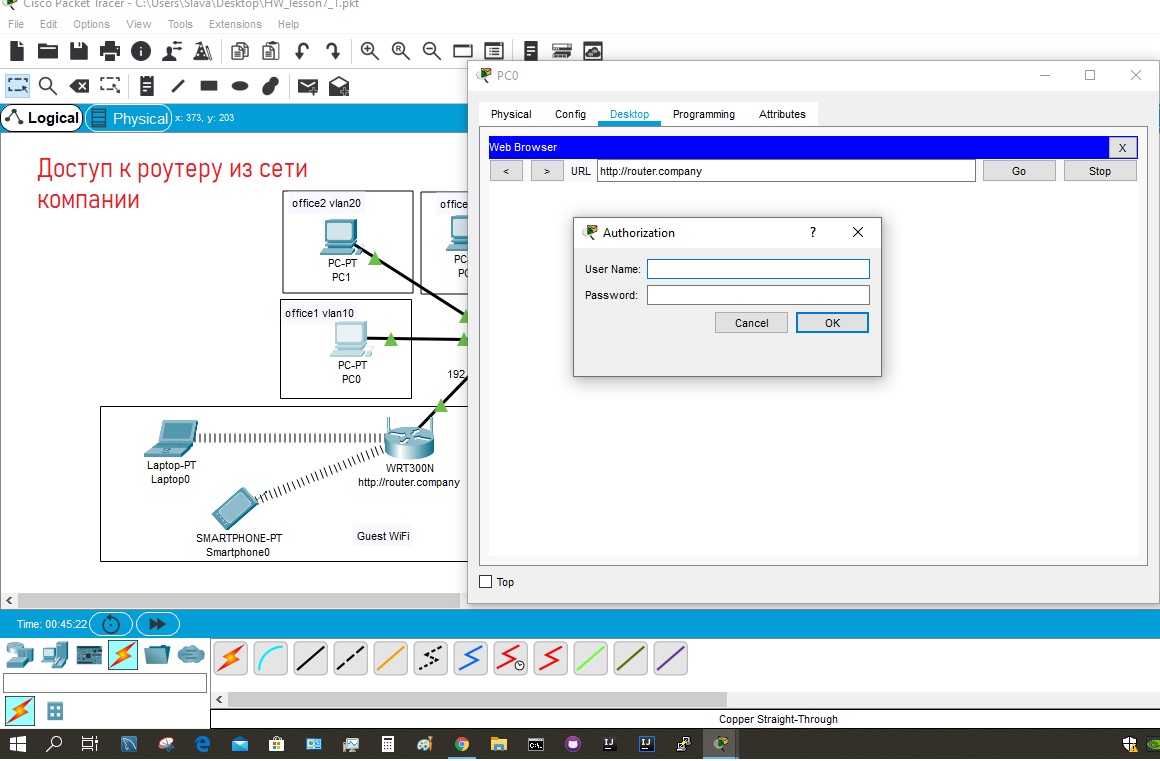 Cisco Packet Tracer - C:\Users\Slava\Desktop\HW_lesson7_1.pkt
File Edit Options View Tools Extensions Help
PC0
Logical
Physical
x: 373, y: 203
Physical Config Desktop Programming Attributes
Web Browser
X
<
>
URL
http://router.company
Go
Stop
Доступ к роутеру из сети
компании
Authorization
?
User Name:
Password:
Cancel
OK
office2 vlan20
PC-PT
PC1
office
PC
PC
office1 vlan10
PC-PT
PC0
192
Laptop-PT
Laptop0
WRT300N
http://router.company
SMARTPHONE-PT
Smartphone0
Guest WiFi
Top
Time: 00:45:22
Copper Straight-Through